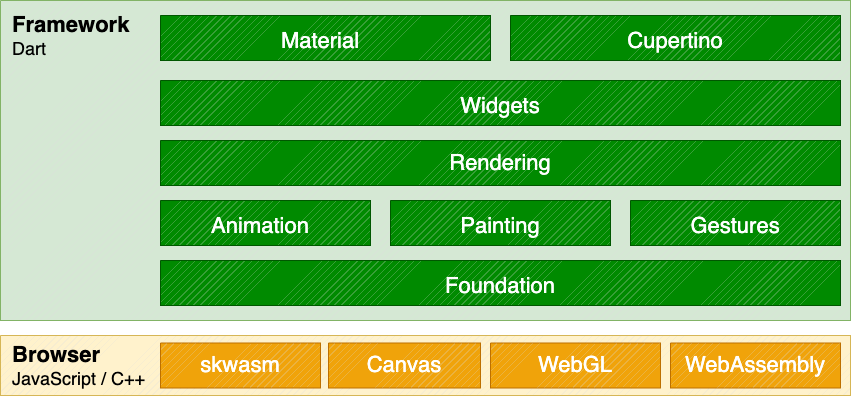 Framework
Dart
Material
Cupertino
Widgets
Rendering
Animation
Painting
Gestures
Foundation
Browser
JavaScript / C++
skwasm
Canvas
WebGL
WebAssembly